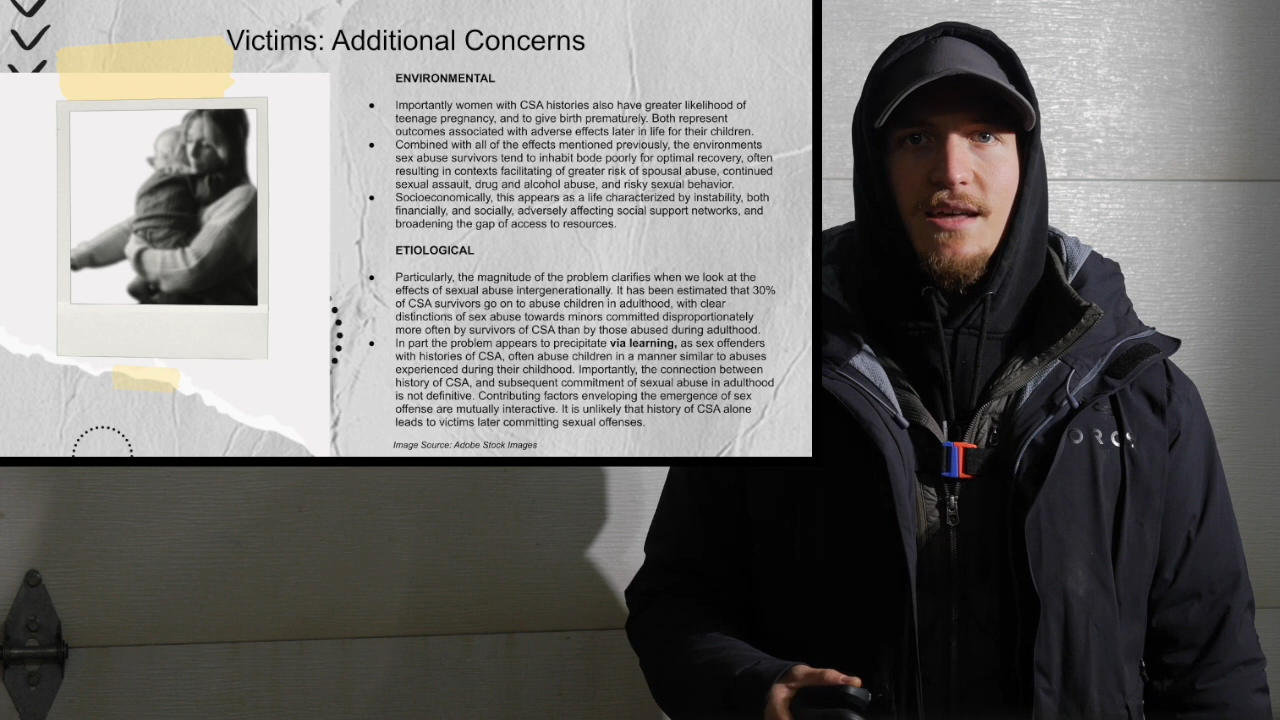 Victims: Additional Concerns
ENVIRONMENTAL
● Importantly women with CSA histories also have greater likelihood of
teenage pregnancy, and to give birth prematurely. Both represent
outcomes associated with adverse effects later in life for their children.
● Combined with all of the effects mentioned previously, the environments
sex abuse survivors tend to inhabit bode poorly for optimal recovery, often
resulting in contexts facilitating of greater risk of spousal abuse, continued
sexual assault, drug and alcohol abuse, and risky sexual behavior.
● Socioeconomically, this appears as a life characterized by instability, both
financially, and socially, adversely affecting social support networks, and
broadening the gap of access to resources.
ETIOLOGICAL
● Particularly, the magnitude of the problem clarifies when we look at the
effects of sexual abuse intergenerationally. It has been estimated that 30%
of CSA survivors go on to abuse children in adulthood, with clear
distinctions of sex abuse towards minors committed disproportionately
more often by survivors of CSA than by those abused during adulthood.
● In part the problem appears to precipitate via learning, as sex offenders
with histories of CSA, often abuse children in a manner similar to abuses
experienced during their childhood. Importantly, the connection between
history of CSA, and subsequent commitment of sexual abuse in adulthood
is not definitive. Contributing factors enveloping the emergence of sex
offense are mutually interactive. It is unlikely that history of CSA alone
leads to victims later committing sexual offenses.
Image Source: Adobe Stock Images